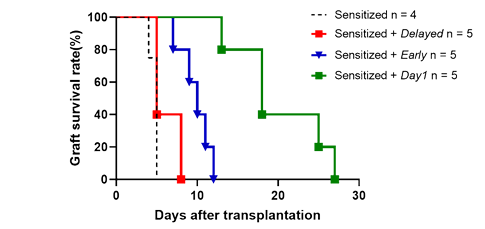 Sensitized n = 4
Sensitized + Delayed n = 5
Sensitized + Early n = 5
Sensitized + Day1 n = 5
Graft survival rate(%)
100
80
60
40
20
0
0 10 20 30
Days after transplantation